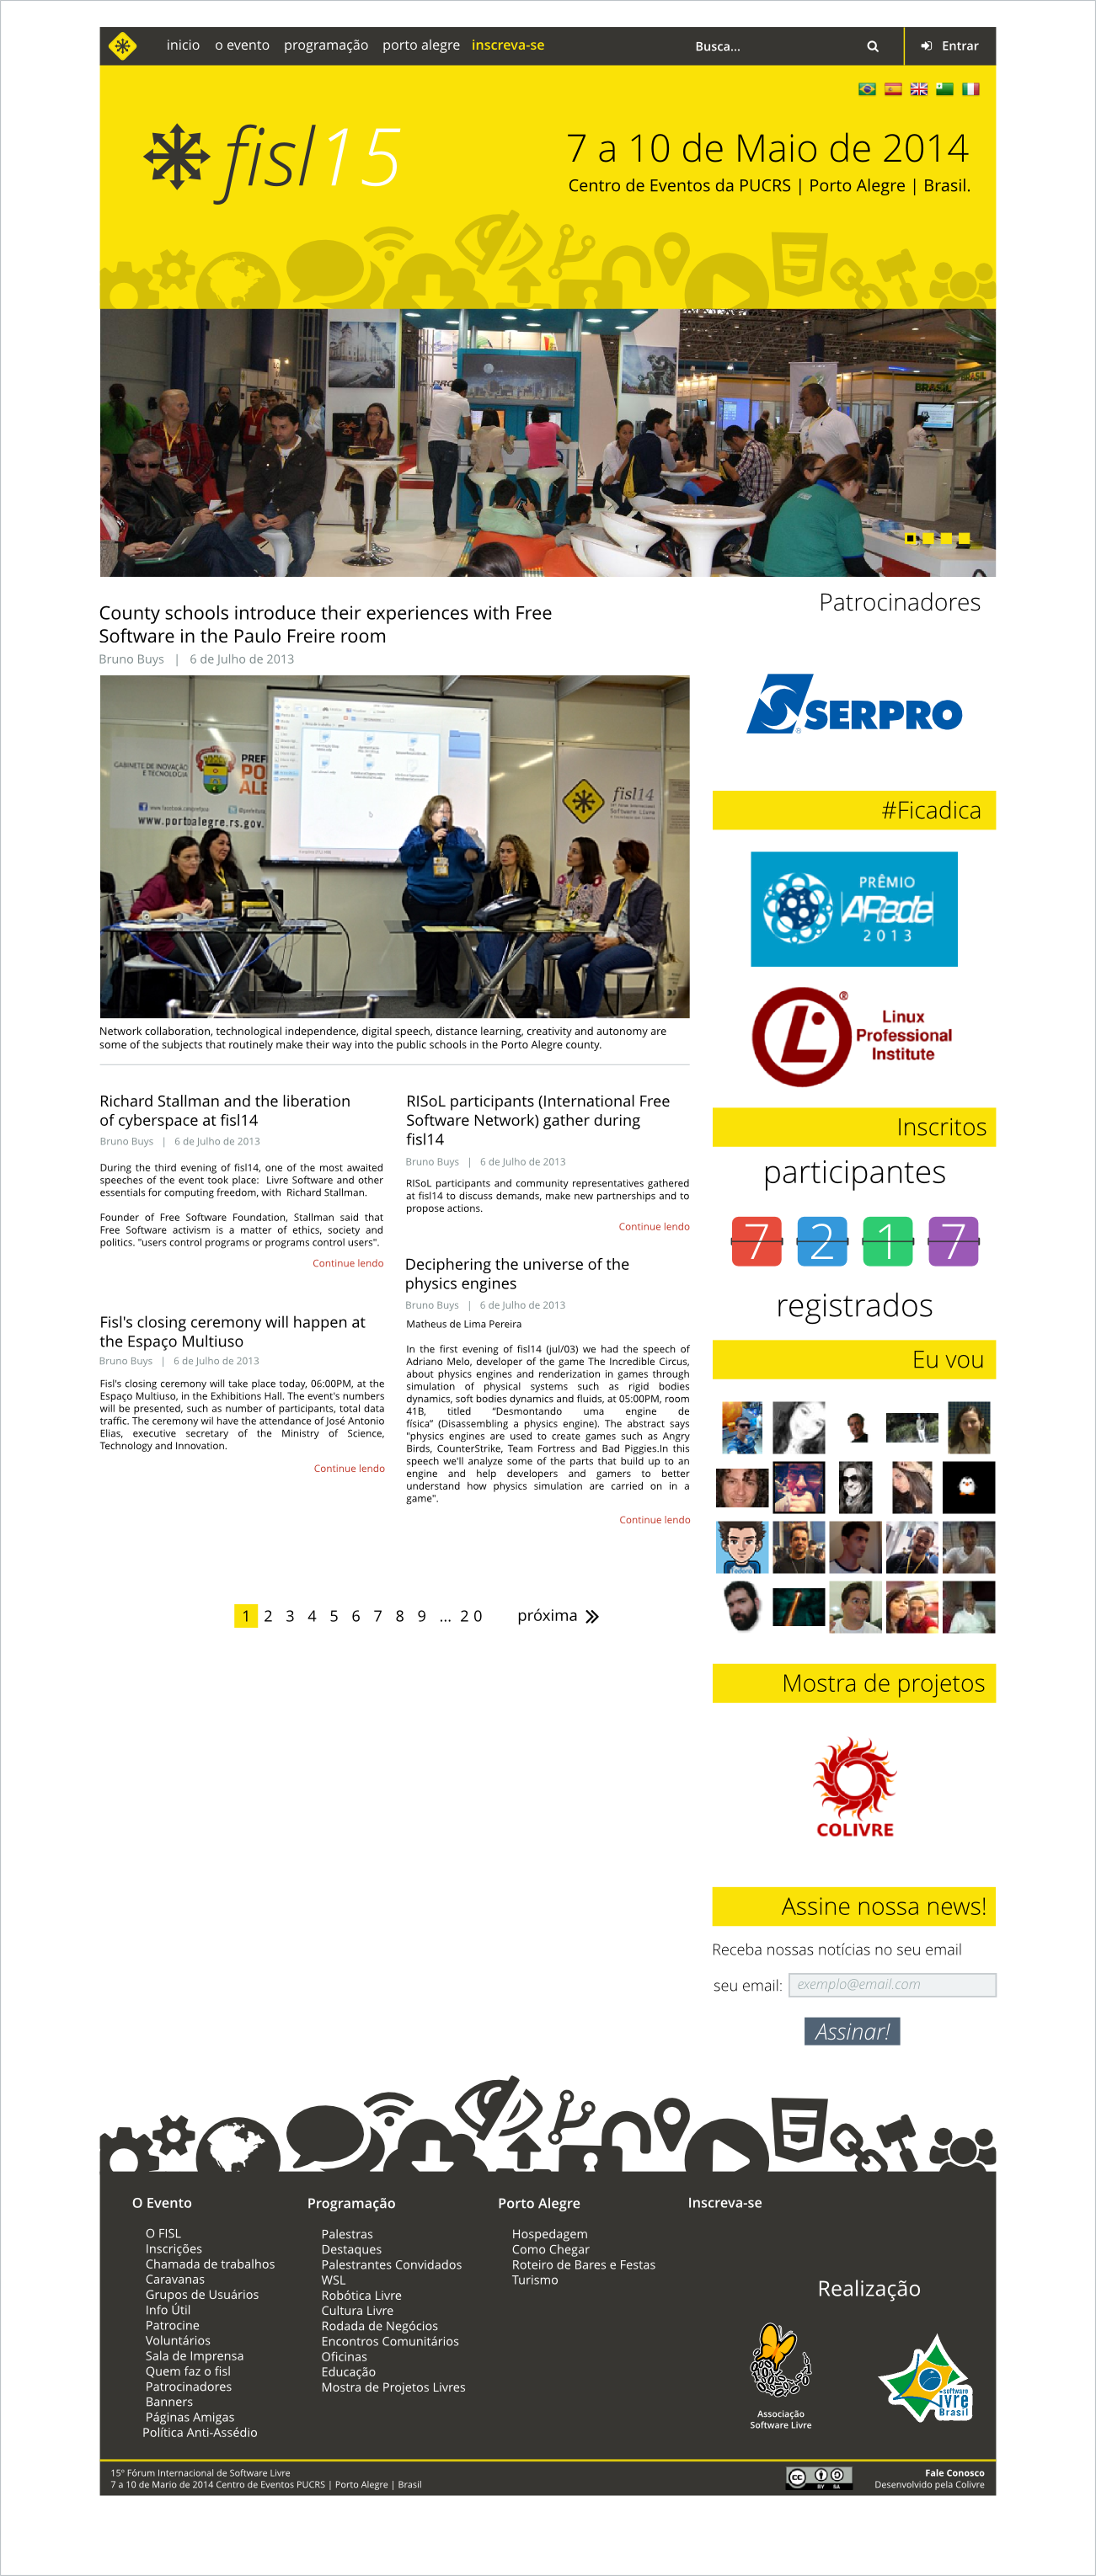 inicio o evento programação porto alegre inscreva-se Busca... Entrar
fisl15
7 a 10 de Maio de 2014
Centro de Eventos da PUCRS | Porto Alegre | Brasil.
BRASIL
County schools introduce their experiences with Free
Software in the Paulo Freire room
Bruno Buys | 6 de Julho de 2013
GABINETE DE INOVAÇÃO
E TECNOLOGIA
PREF
PO
ALE
www.portoalegre.rs.gov.
fisl14
Software Livre
Network collaboration, technological independence, digital speech, distance learning, creativity and autonomy are
some of the subjects that routinely make their way into the public schools in the Porto Alegre county.
Richard Stallman and the liberation
of cyberspace at fisl14
Bruno Buys | 6 de Julho de 2013
During the third evening of fisl14, one of the most awaited
speeches of the event took place: Livre Software and other
essentials for computing freedom, with Richard Stallman.
Founder of Free Software Foundation, Stallman said that
Free Software activism is a matter of ethics, society and
politics. "users control programs or programs control users".
Continue lendo
Fisl's closing ceremony will happen at
the Espaço Multiuso
Bruno Buys | 6 de Julho de 2013
Fisl's closing ceremony will take place today, 06:00PM, at the
Espaço Multiuso, in the Exhibitions Hall. The event's numbers
will be presented, such as number of participants, total data
traffic. The ceremony wil have the attendance of José Antonio
Elias, executive secretary of the Ministry of Science,
Technology and Innovation.
Continue lendo
RISoL participants (International Free
Software Network) gather during
fisl14
Bruno Buys | 6 de Julho de 2013
RISoL participants and community representatives gathered
at fisl14 to discuss demands, make new partnerships and to
propose actions.
Continue lendo
Deciphering the universe of the
physics engines
Bruno Buys | 6 de Julho de 2013
Matheus de Lima Pereira
In the first evening of fisl14 (jul/03) we had the speech of
Adriano Melo, developer of the game The Incredible Circus,
about physics engines and renderization in games through
simulation of physical systems such as rigid bodies
dynamics, soft bodies dynamics and fluids, at 05:00PM, room
41B, titled "Desmontando uma engine de
física" (Disassembling a physics engine). The abstract says
"physics engines are used to create games such as Angry
Birds, CounterStrike, Team Fortress and Bad Piggies.In this
speech we'll analyze some of the parts that build up to an
engine and help developers and gamers to better
understand how physics simulation are carried on in a
game".
Continue lendo
1 2 3 4 5 6 7 8 9 ... 20 próxima
Patrocinadores
SERPRO
#Ficadica
PRÊMIO
ARede
2013
Linux
Professional
Institute
Inscritos
participantes
7217
registrados
Eu vou
fedora
Mostra de projetos
COLIVRE
Assine nossa news!
Receba nossas notícias no seu email
seu email: exemplo@email.com
Assinar!
O Evento
O FISL
Inscrições
Chamada de trabalhos
Caravanas
Grupos de Usuários
Info Útil
Patrocine
Voluntários
Sala de Imprensa
Quem faz o fisl
Patrocinadores
Banners
Páginas Amigas
Política Anti-Assédio
Programação
Palestras
Destaques
Palestrantes Convidados
WSL
Robótica Livre
Cultura Livre
Rodada de Negócios
Encontros Comunitários
Oficinas
Educação
Mostra de Projetos Livres
Porto Alegre
Hospedagem
Como Chegar
Roteiro de Bares e Festas
Turismo
Inscreva-se
Realização
Associação
Software Livre
software
livre
Brasil
15º Fórum Internacional de Software Livre
7 a 10 de Mario de 2014 Centro de Eventos PUCRS | Porto Alegre | Brasil
cc BY SA
Fale Conosco
Desenvolvido pela Colivre